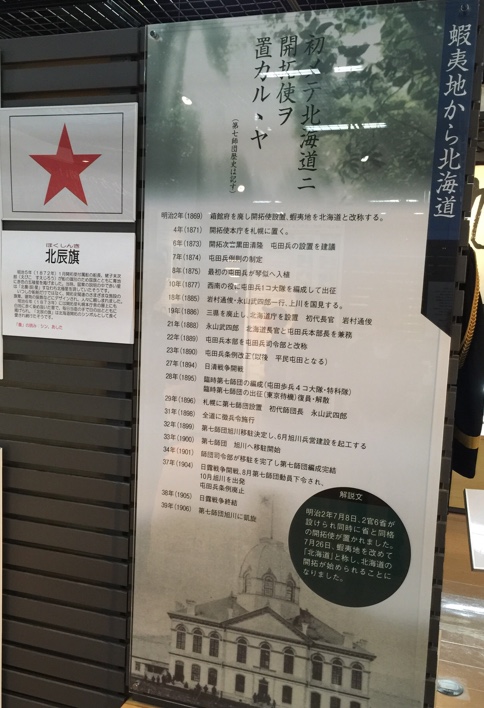 蝦夷地から北海道
初メテ北海道ニ
開拓使ヲ
置カルヽヤ
(第七師団歴史は記す)
明治2年(1869) 箱館府を廃し開拓使設置、蝦夷地を北海道と改称する。
4年(1871) 開拓使本庁を札幌に置く。
6年(1873) 開拓次官黒田清隆 屯田兵の設置を建議
7年(1874) 屯田兵例則の制定
8年(1875) 最初の屯田兵が琴似へ入植
10年(1877) 西南の役に屯田兵1コ大隊を編成して出征
18年(1885) 岩村通俊・永山武四郎一行、上川を国見する。
19年(1886) 三県を廃止し、北海道庁を設置 初代長官 岩村通俊
21年(1888) 永山武四郎 北海道長官と屯田兵本部長を兼務
22年(1889) 屯田兵本部を屯田兵司令部と改称
23年(1890) 屯田兵条例改正(以後 平民屯田となる)
27年(1894) 日清戦争開戦
28年(1895) 臨時第七師団の編成(屯田歩兵4コ大隊・特科隊)
臨時第七師団の出征(東京待機)復員・解散
29年(1896) 札幌に第七師団設置 初代師団長 永山武四郎
31年(1898) 全道に徴兵令施行
32年(1899) 第七師団旭川移駐決定し、6月旭川兵営建設を起工する
33年(1900) 第七師団 旭川へ移駐開始
34年(1901) 師団司令部が移駐を完了し第七師団編成完結
37年(1904) 日露戦争開戦、8月第七師団動員下令され、
10月旭川を出発
屯田兵条例廃止
38年(1905) 日露戦争終結
39年(1906) 第七師団旭川に凱旋
解説文
明治2年7月8日、2官6省が
設けられ同時に省と同格
の開拓使が置かれました。
7月26日、蝦夷地を改めて
「北海道」と称し、北海道の
開拓が始められることに
なりました。
ほくしんき
北辰旗